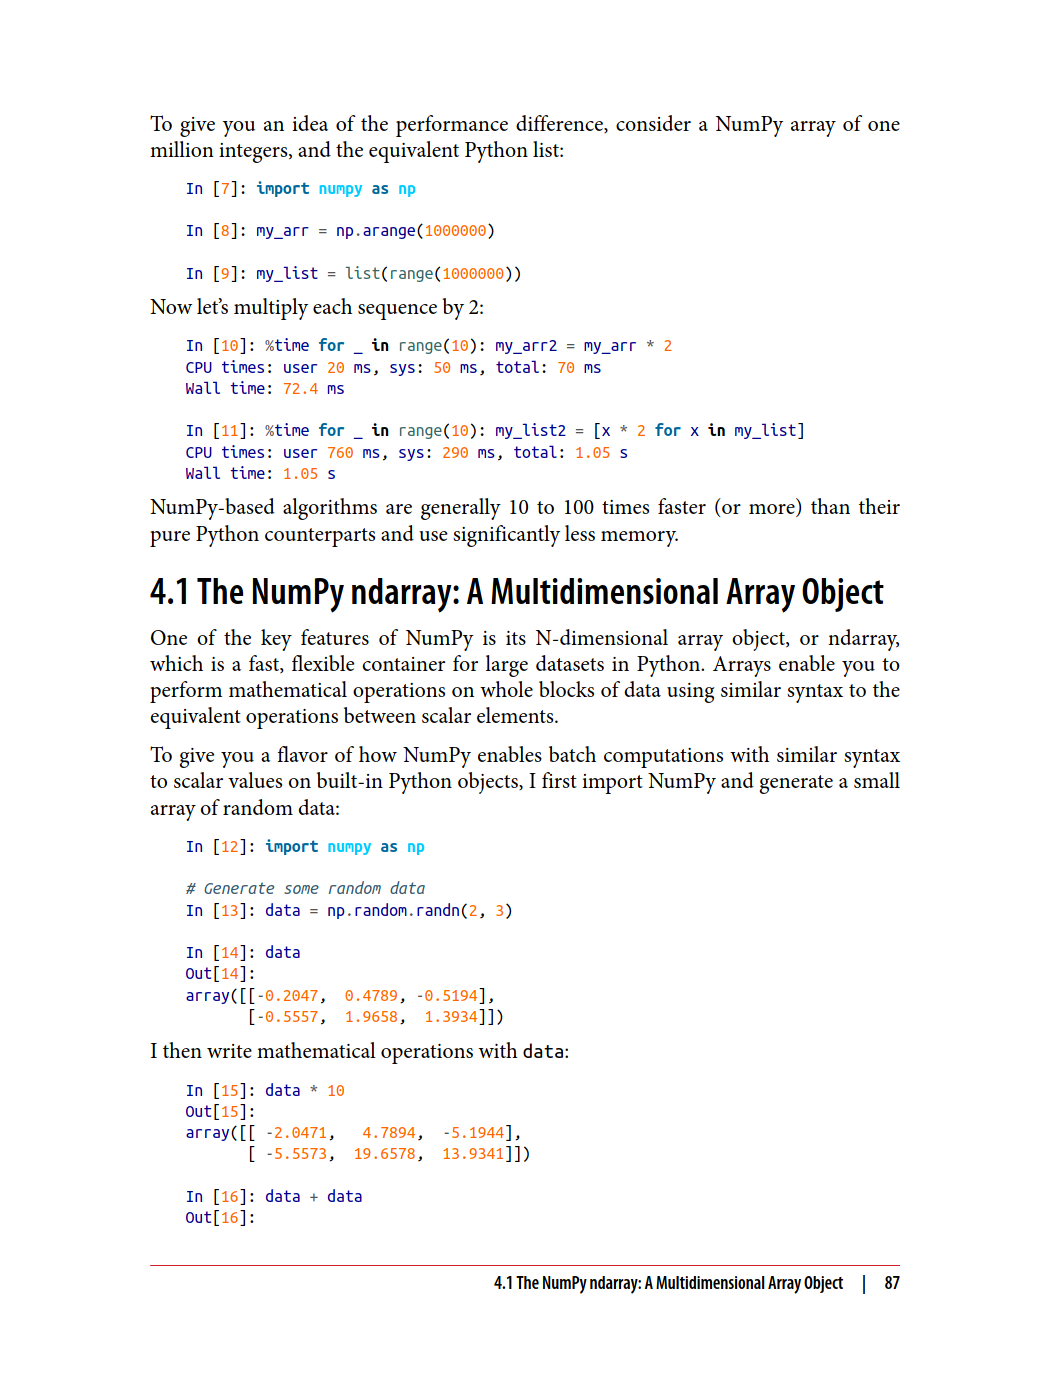 To give you an idea of the performance difference, consider a NumPy array of one
million integers, and the equivalent Python list:
In [7]: import numpy as np
In [8]: my_arr = np.arange(1000000)
In [9]: my_list = list(range(1000000))
Now let’s multiply each sequence by 2:
In [10]: %time for _ in range(10): my_arr2 = my_arr * 2
CPU times: user 20 ms, sys: 50 ms, total: 70 ms
Wall time: 72.4 ms
In [11]: %time for _ in range(10): my_list2 = [x * 2 for x in my_list]
CPU times: user 760 ms, sys: 290 ms, total: 1.05 s
Wall time: 1.05 s
NumPy-based algorithms are generally 10 to 100 times faster (or more) than their
pure Python counterparts and use significantly less memory.
4.1 The NumPy ndarray: A Multidimensional Array Object
One of the key features of NumPy is its N-dimensional array object, or ndarray,
which is a fast, flexible container for large datasets in Python. Arrays enable you to
perform mathematical operations on whole blocks of data using similar syntax to the
equivalent operations between scalar elements.
To give you a flavor of how NumPy enables batch computations with similar syntax
to scalar values on built-in Python objects, I first import NumPy and generate a small
array of random data:
In [12]: import numpy as np
# Generate some random data
In [13]: data = np.random.randn(2, 3)
In [14]: data
Out[14]:
array([[-0.2047,  0.4789, -0.5194],
       [-0.5557,  1.9658,  1.3934]])
I then write mathematical operations with data:
In [15]: data * 10
Out[15]:
array([[ -2.0471,   4.7894,  -5.1944],
       [ -5.5573,  19.6578,  13.9341]])
In [16]: data + data
Out[16]:
4.1 The NumPy ndarray: A Multidimensional Array Object | 87